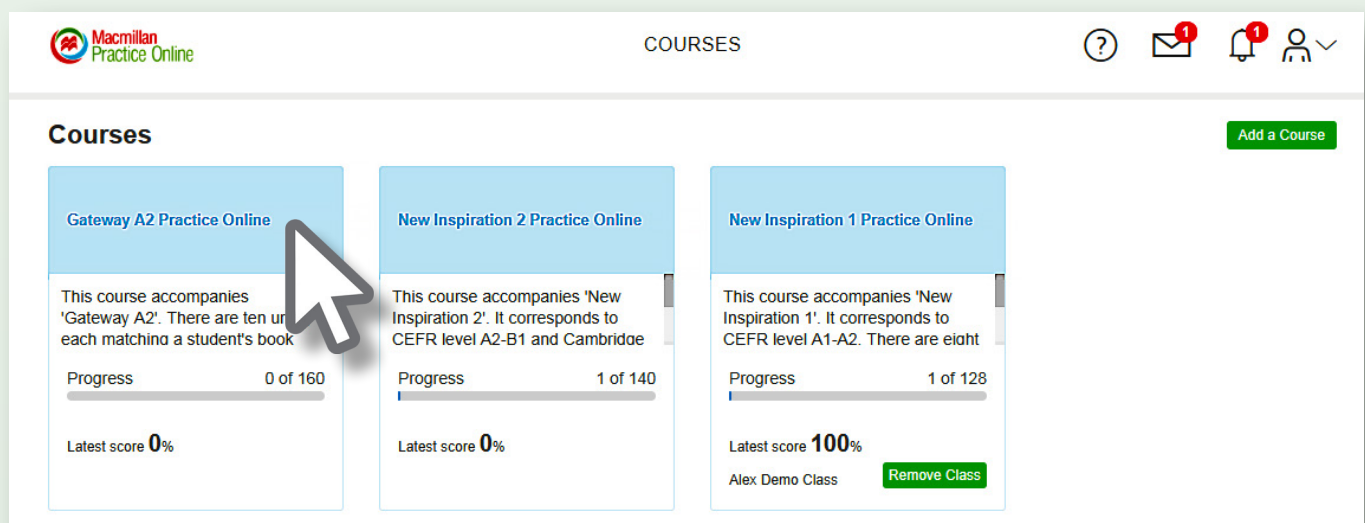 Macmillan
Practice Online
COURSES
?
1
1
Courses
Add a Course
Gateway A2 Practice Online
This course accompanies
'Gateway A2'. There are ten
each matching a student's book
Progress 0 of 160
Latest score 0%
New Inspiration 2 Practice Online
This course accompanies 'New
Inspiration 2'. It corresponds to
CEFR level A2-B1 and Cambridge
Progress 1 of 140
Latest score 0%
New Inspiration 1 Practice Online
This course accompanies 'New
Inspiration 1'. It corresponds to
CEFR level A1-A2. There are eight
Progress 1 of 128
Latest score 100%
Alex Demo Class
Remove Class